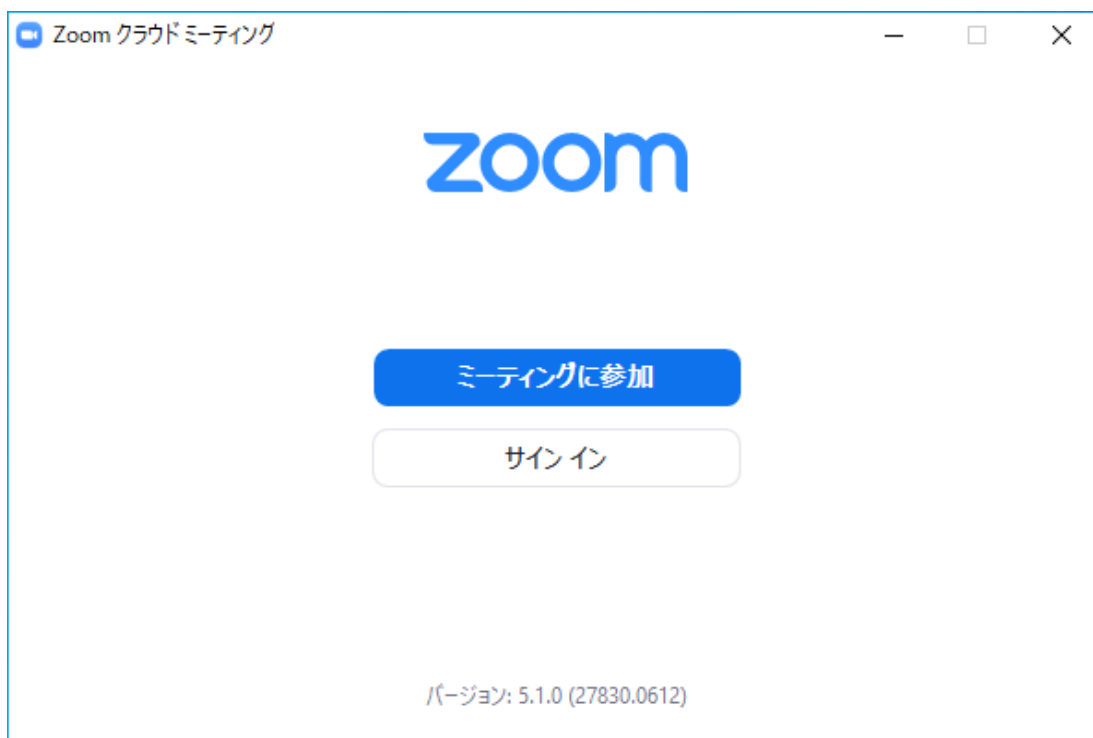 Zoom クラウド ミーティング
zoom
ミーティングに参加
サイン イン
バージョン: 5.1.0 (27830.0612)